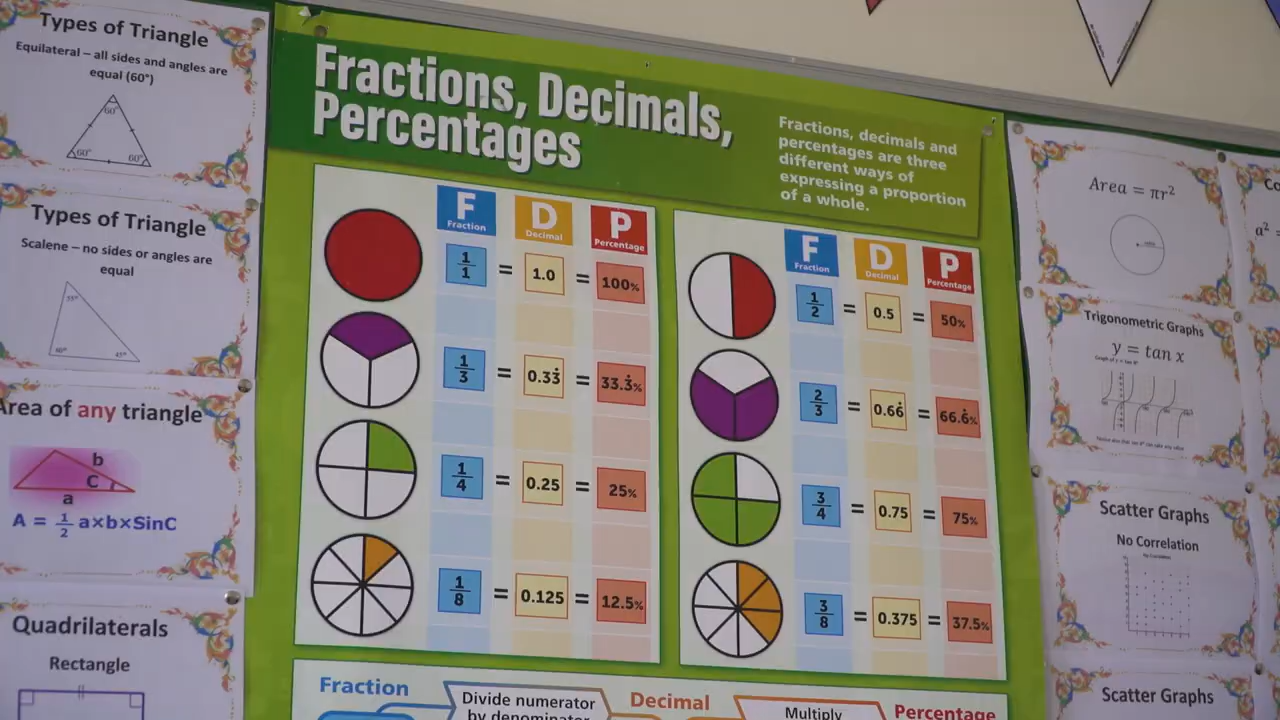 Types of Triangle
Equilateral – all sides and angles are
equal (60°)
60°
60°
60°
Types of Triangle
Scalene – no sides or angles are
equal
45°
Area of any triangle
b
C
a
A = 1/2 a×b×SinC
Quadrilaterals
Rectangle
Fractions, Decimals,
Percentages
Fractions, decimals and
percentages are three
different ways of
expressing a proportion
of a whole.
F D P
Fraction Decimal Percentage
1/1 = 1.0 = 100%
1/3 = 0.33̇ = 33.3̇%
1/4 = 0.25 = 25%
1/8 = 0.125 = 12.5%
F D P
Fraction Decimal Percentage
1/2 = 0.5 = 50%
2/3 = 0.66̇ = 66.6̇%
3/4 = 0.75 = 75%
3/8 = 0.375 = 37.5%
Fraction
Divide numerator
by denominator
Decimal
Multiply
Percentage
Area = πr²
Trigonometric Graphs
y = tan x
Scatter Graphs
No Correlation
Scatter Graphs
a² =